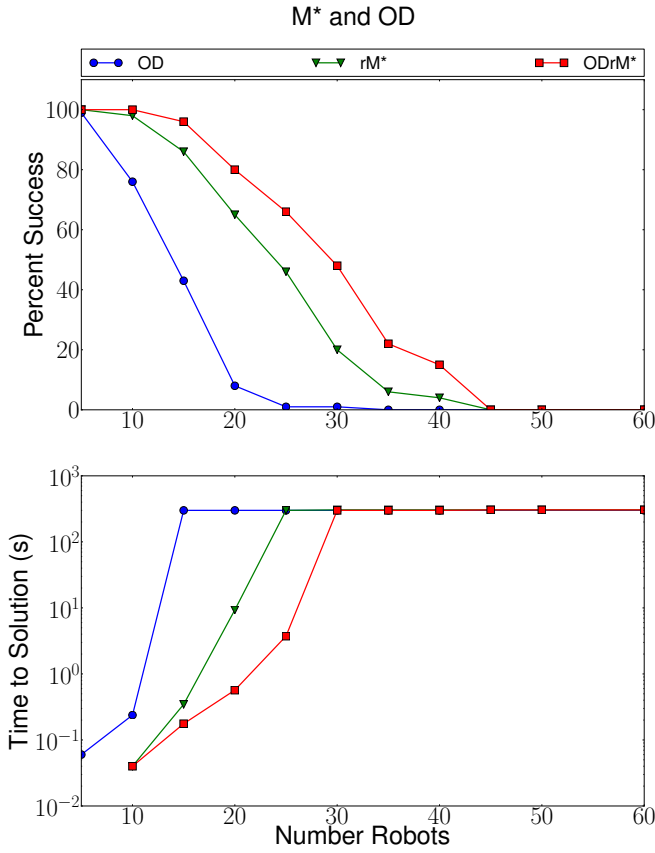 M* and OD
OD rM* ODrM*
100
80
60
40
20
0
Percent Success
10 20 30 40 50 60
10^3
10^2
10^1
10^0
10^-1
10^-2
Time to Solution (s)
10 20 30 40 50 60
Number Robots